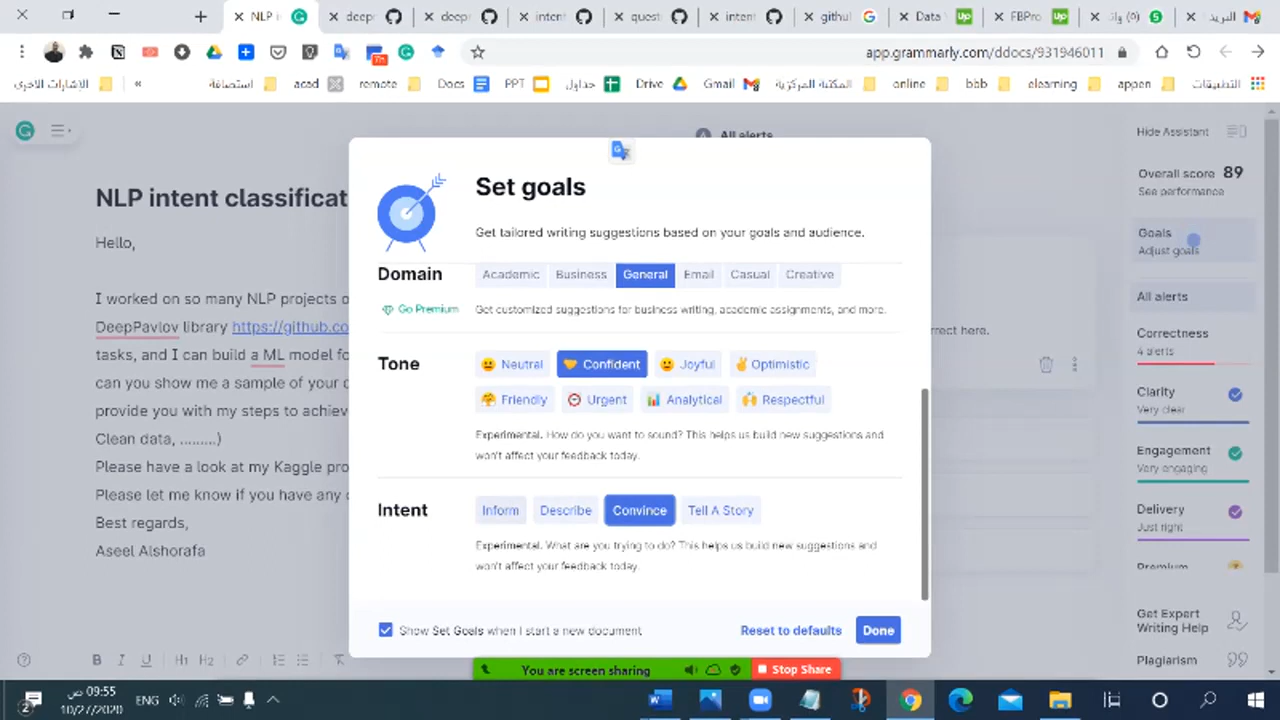 NLP i
deepr
deepr
intent
quest
intent
githul
Data
FBPro
(0) وات
البريد
app.grammarly.com/ddocs/931946011
الإشارات الأخرى
»
استضافة
acad
remote
Docs
PPT
جداول
Drive
Gmail
المكتبة المركزية
online
bbb
elearning
appen
التطبيقات
All alerts
Hide Assistant
Overall score 89
See performance
Goals
Adjust goals
All alerts
Correctness
4 alerts
Clarity
Very clear
Engagement
Very engaging
Delivery
Just right
Premium
Get Expert
Writing Help
Plagiarism
rrect here.
NLP intent classificat
Hello,
I worked on so many NLP projects o
DeepPavlov library https://github.co
tasks, and I can build a ML model fo
can you show me a sample of your c
provide you with my steps to achiev
Clean data, .........)
Please have a look at my Kaggle pro
Please let me know if you have any c
Best regards,
Aseel Alshorafa
B I U H1 H2
Set goals
Get tailored writing suggestions based on your goals and audience.
Domain Academic Business General Email Casual Creative
Go Premium Get customized suggestions for business writing, academic assignments, and more.
Tone Neutral Confident Joyful Optimistic
Friendly Urgent Analytical Respectful
Experimental. How do you want to sound? This helps us build new suggestions and
won't affect your feedback today.
Intent Inform Describe Convince Tell A Story
Experimental. What are you trying to do? This helps us build new suggestions and
won't affect your feedback today.
Show Set Goals when I start a new document
Reset to defaults
Done
You are screen sharing
Stop Share
09:55 ص
10/27/2020
ENG
2